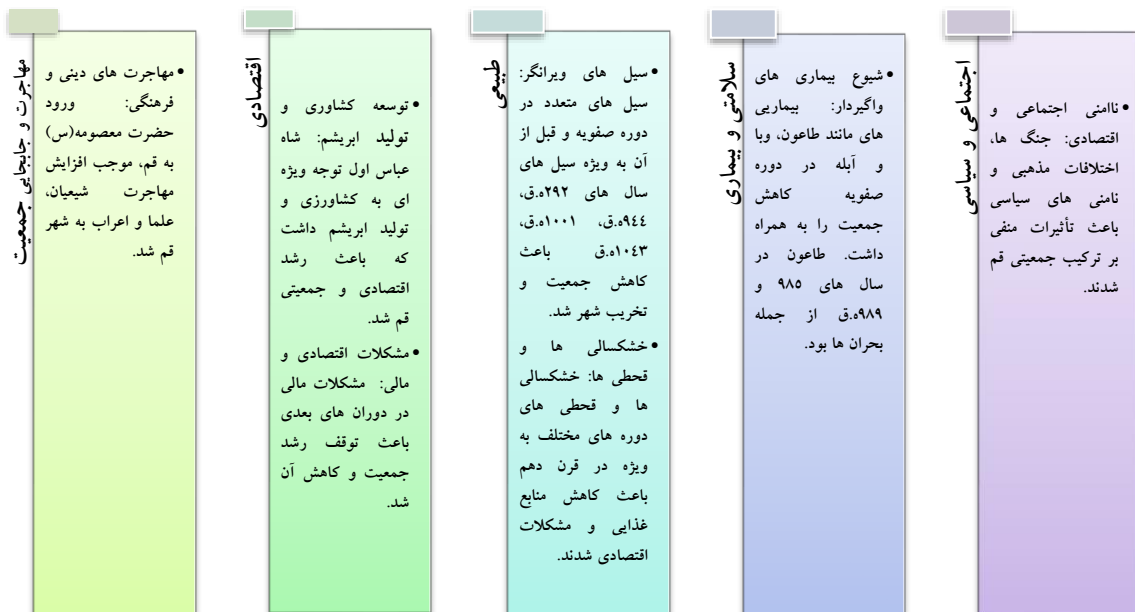 اجتماعی و سیاسی
• ناامنی اجتماعی و
اقتصادی: جنگ ها،
اختلافات مذهبی و
نامنی های سیاسی
باعث تأثیرات منفی
بر ترکیب جمعیتی قم
شدند.
سلامتی و بیماری
• شیوع بیماری های
واگیردار: بیماریی
های مانند طاعون، وبا
و آبله در دوره
صفویه کاهش
جمعیت را به همراه
داشت. طاعون در
سال های ۹۸۵ و
۹۸۹ه.ق از جمله
بحران ها بود.
طبیعی
• سیل های ویرانگر:
سیل های متعدد در
دوره صفویه و قبل از
آن به ویژه سیل های
سال های ۲۹۲ه.ق،
۹۴٤ه.ق، ۱۰۰۱ه.ق،
۱۰٤۳ه.ق باعث
کاهش جمعیت و
تخریب شهر شد.
• خشکسالی ها و
قحطی ها: خشکسالی
ها و قحطی های
دوره های مختلف به
ویژه در قرن دهم
باعث کاهش منابع
غذایی و مشکلات
اقتصادی شدند.
اقتصادی
• توسعه کشاوری و
تولید ابریشم: شاه
عباس اول توجه ویژه
ای به کشاورزی و
تولید ابریشم داشت
که باعث رشد
اقتصادی و جمعیتی
قم شد.
• مشکلات اقتصادی و
مالی: مشکلات مالی
در دوران های بعدی
باعث توقف رشد
جمعیت و کاهش آن
شد.
مهاجرت و جابجایی جمعیت
• مهاجرت های دینی و
فرهنگی: ورود
حضرت معصومه(س)
به قم، موجب افزایش
مهاجرت شیعیان،
علما و اعراب به شهر
قم شد.